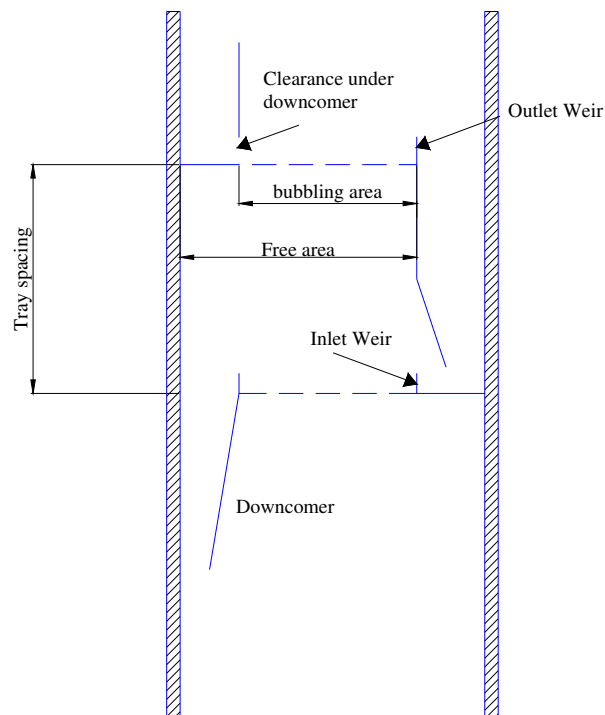 Clearance under
downcomer
Outlet Weir
bubbling area
Free area
Tray spacing
Inlet Weir
Downcomer